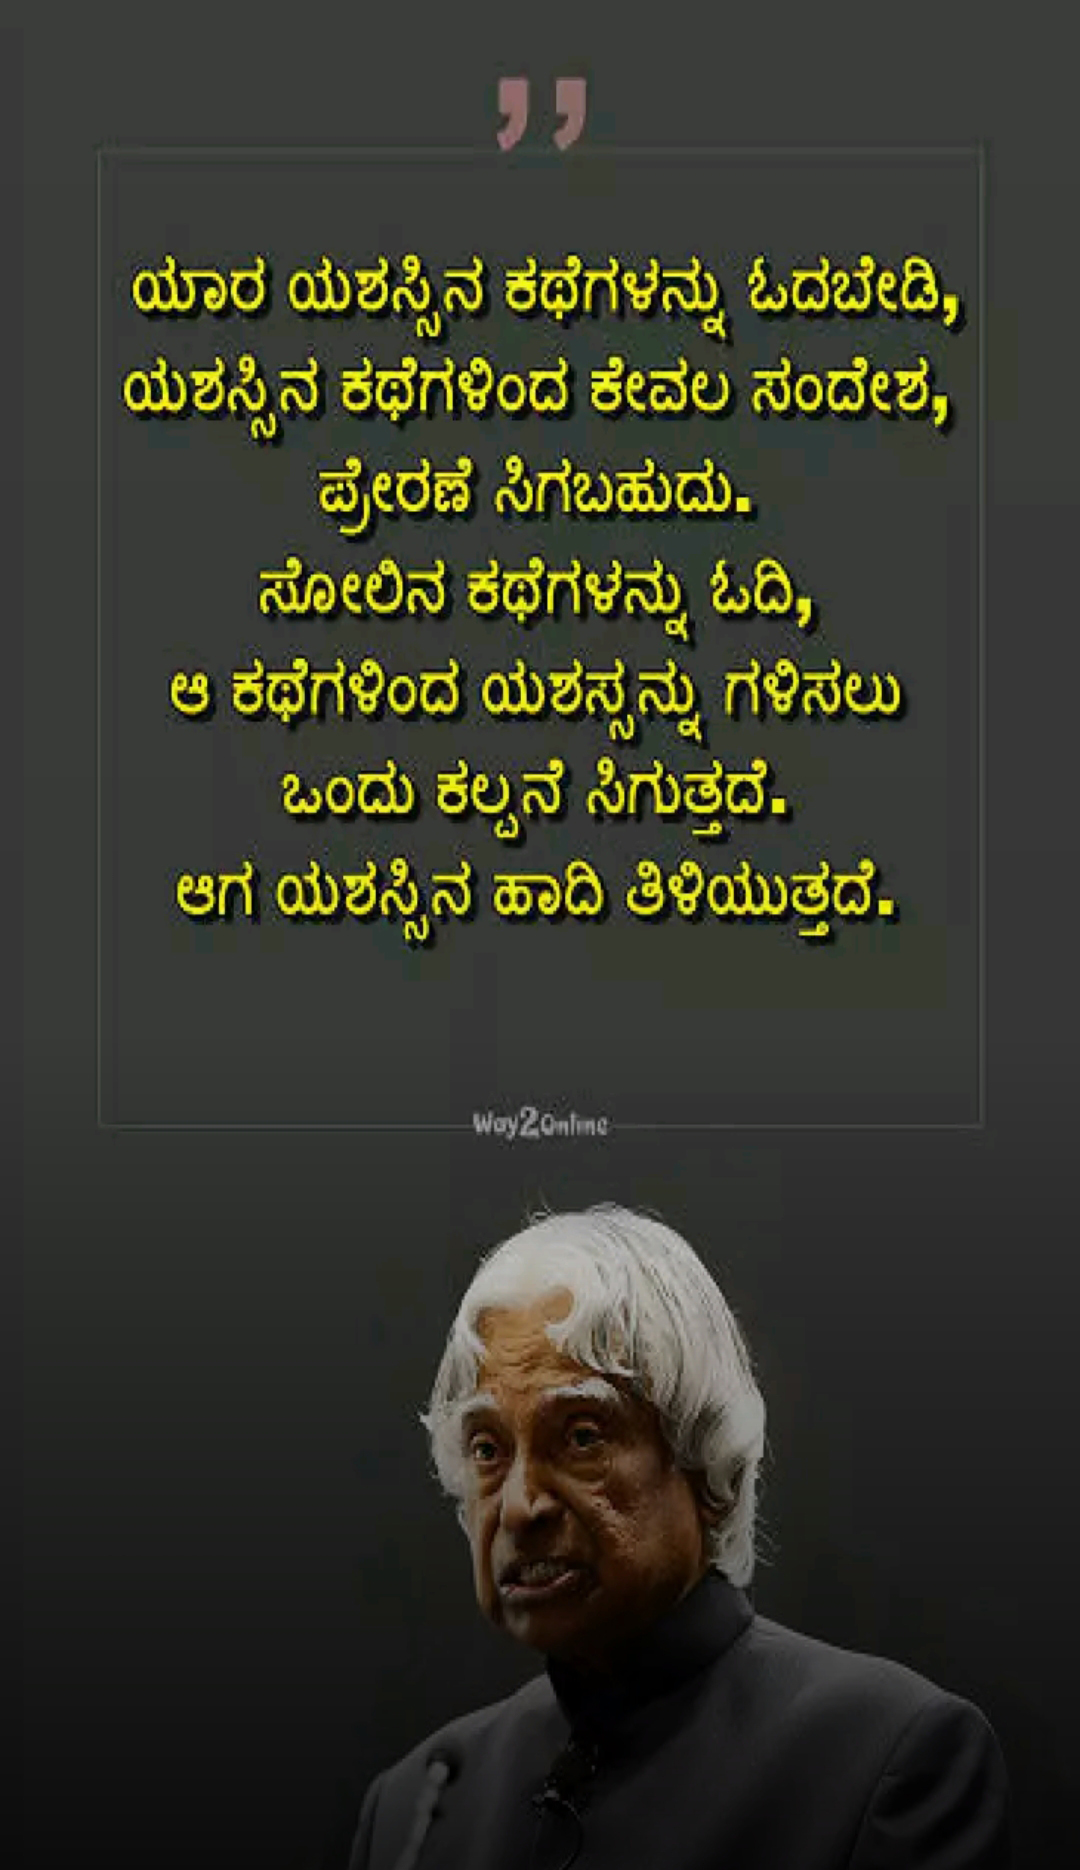 ಯಾರ ಯಶಸ್ಸಿನ ಕಥೆಗಳನ್ನು ಓದಬೇಡಿ,
ಯಶಸ್ಸಿನ ಕಥೆಗಳಿಂದ ಕೇವಲ ಸಂದೇಶ,
ಪ್ರೇರಣೆ ಸಿಗಬಹುದು.
ಸೋಲಿನ ಕಥೆಗಳನ್ನು ಓದಿ,
ಆ ಕಥೆಗಳಿಂದ ಯಶಸ್ಸನ್ನು ಗಳಿಸಲು
ಒಂದು ಕಲ್ಪನೆ ಸಿಗುತ್ತದೆ.
ಆಗ ಯಶಸ್ಸಿನ ಹಾದಿ ತಿಳಿಯುತ್ತದೆ.
Way2Online